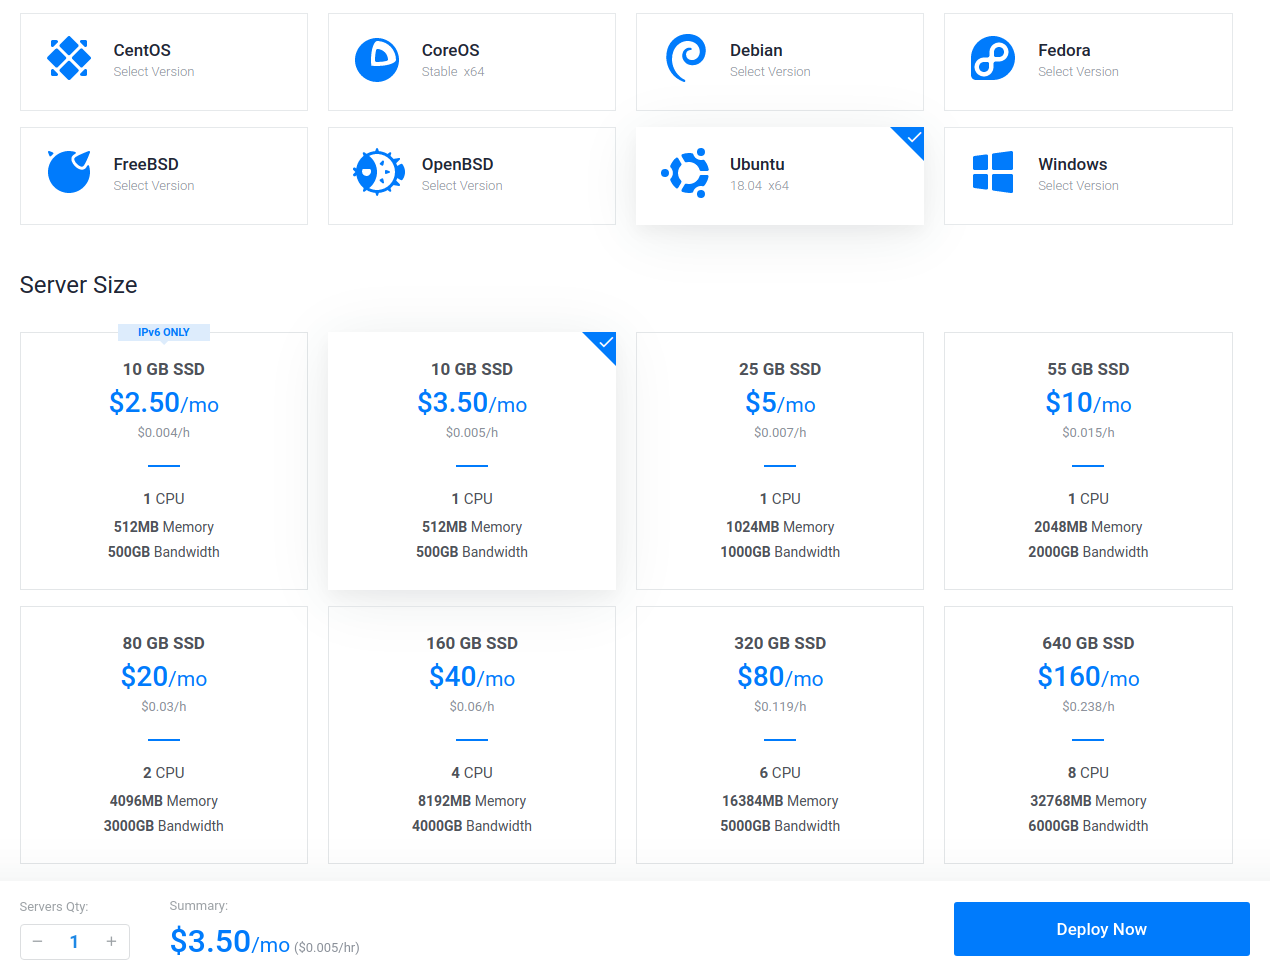 CentOS
Select Version
CoreOS
Stable x64
Debian
Select Version
Fedora
Select Version
FreeBSD
Select Version
OpenBSD
Select Version
Ubuntu
18.04 x64
Windows
Select Version
Server Size
IPv6 ONLY
10 GB SSD
$2.50/mo
$0.004/h
1 CPU
512MB Memory
500GB Bandwidth
10 GB SSD
$3.50/mo
$0.005/h
1 CPU
512MB Memory
500GB Bandwidth
25 GB SSD
$5/mo
$0.007/h
1 CPU
1024MB Memory
1000GB Bandwidth
55 GB SSD
$10/mo
$0.015/h
1 CPU
2048MB Memory
2000GB Bandwidth
80 GB SSD
$20/mo
$0.03/h
2 CPU
4096MB Memory
3000GB Bandwidth
160 GB SSD
$40/mo
$0.06/h
4 CPU
8192MB Memory
4000GB Bandwidth
320 GB SSD
$80/mo
$0.119/h
6 CPU
16384MB Memory
5000GB Bandwidth
640 GB SSD
$160/mo
$0.238/h
8 CPU
32768MB Memory
6000GB Bandwidth
Servers Qty:
− 1 +
Summary:
$3.50/mo ($0.005/hr)
Deploy Now